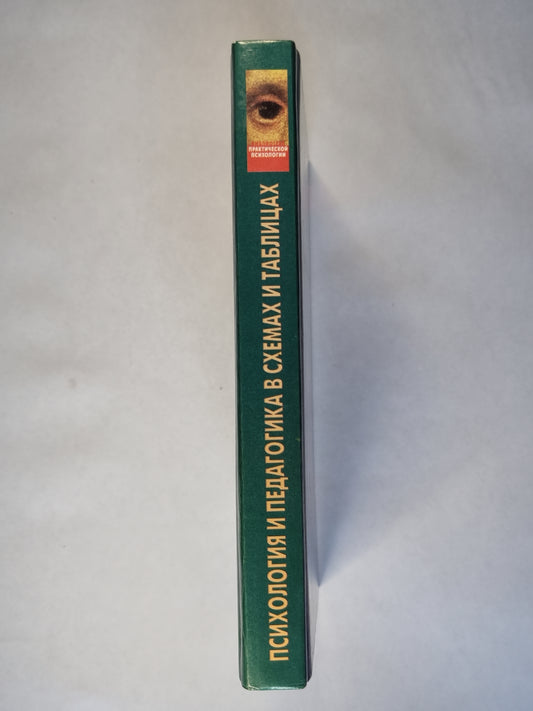 ПРАКТИЧЕСКОЙ
ПСИХОЛОГИИ
ПСИХОЛОГИЯ И ПЕДАГОГИКА В СХЕМАХ И ТАБЛИЦАХ